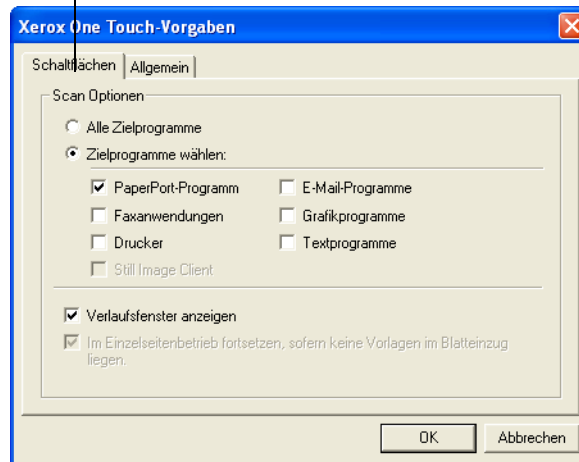 Xerox One Touch-Vorgaben
Schaltflächen
Allgemein
Scan Optionen
Alle Zielprogramme
Zielprogramme wählen:
PaperPort-Programm
E-Mail-Programme
Faxanwendungen
Grafikprogramme
Drucker
Textprogramme
Still Image Client
Verlaufsfenster anzeigen
Im Einzelseitenbetrieb fortsetzen, sofern keine Vorlagen im Blatteinzug
liegen.
OK
Abbrechen